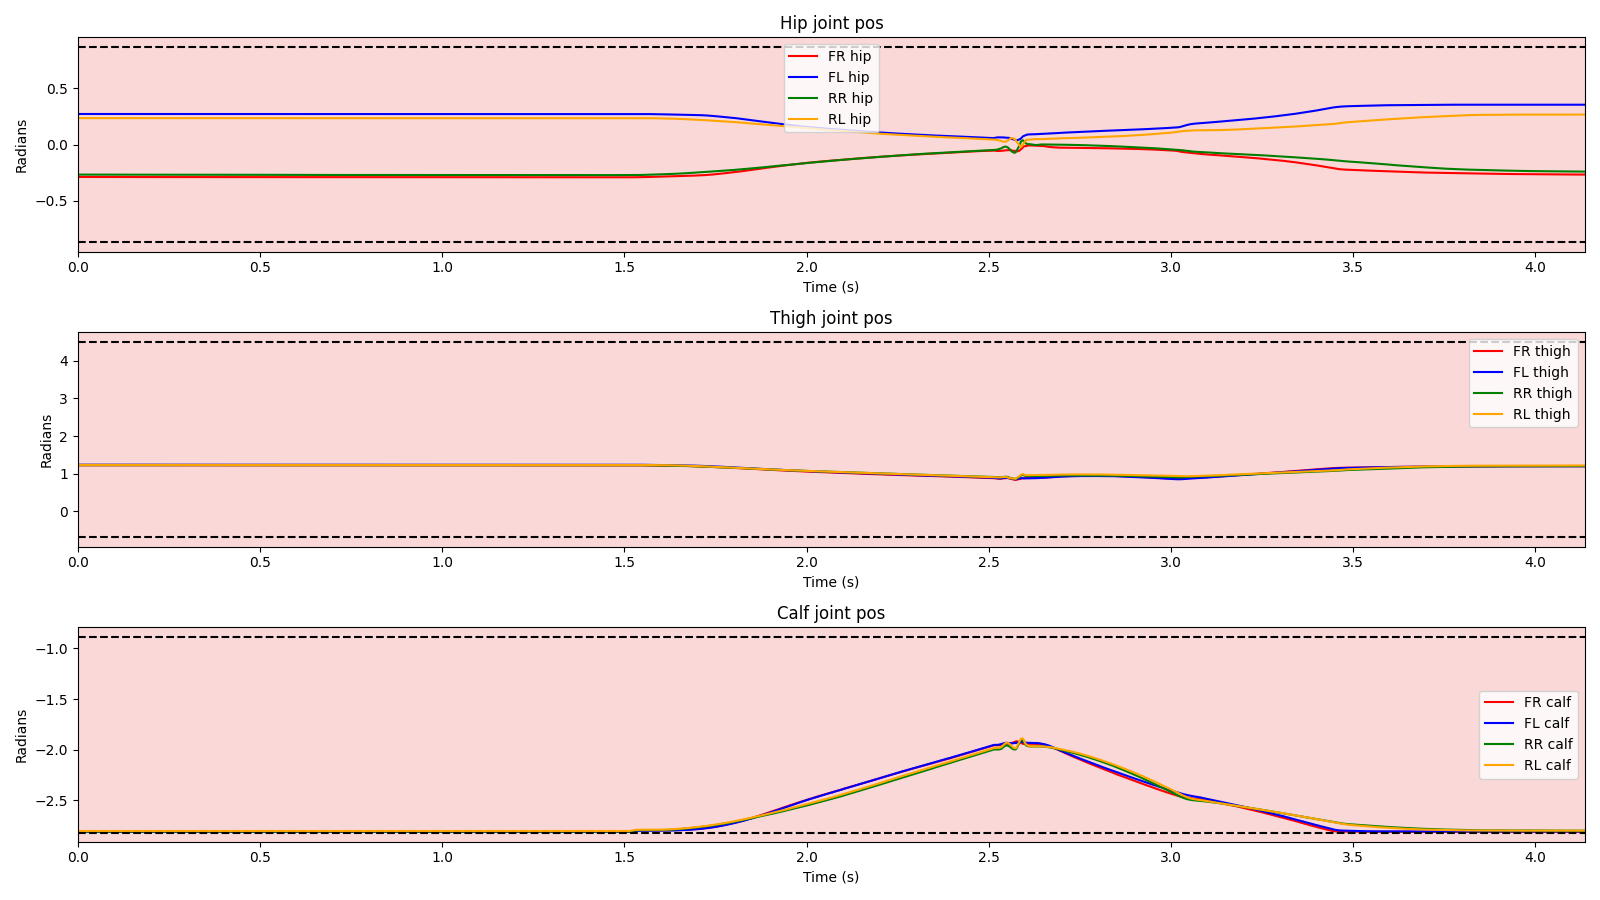 Hip joint pos
Radians
0.5
0.0
−0.5
FR hip
FL hip
RR hip
RL hip
0.0 0.5 1.0 1.5 2.0 2.5 3.0 3.5 4.0
Time (s)
Thigh joint pos
Radians
4
3
2
1
0
FR thigh
FL thigh
RR thigh
RL thigh
0.0 0.5 1.0 1.5 2.0 2.5 3.0 3.5 4.0
Time (s)
Calf joint pos
Radians
−1.0
−1.5
−2.0
−2.5
FR calf
FL calf
RR calf
RL calf
0.0 0.5 1.0 1.5 2.0 2.5 3.0 3.5 4.0
Time (s)